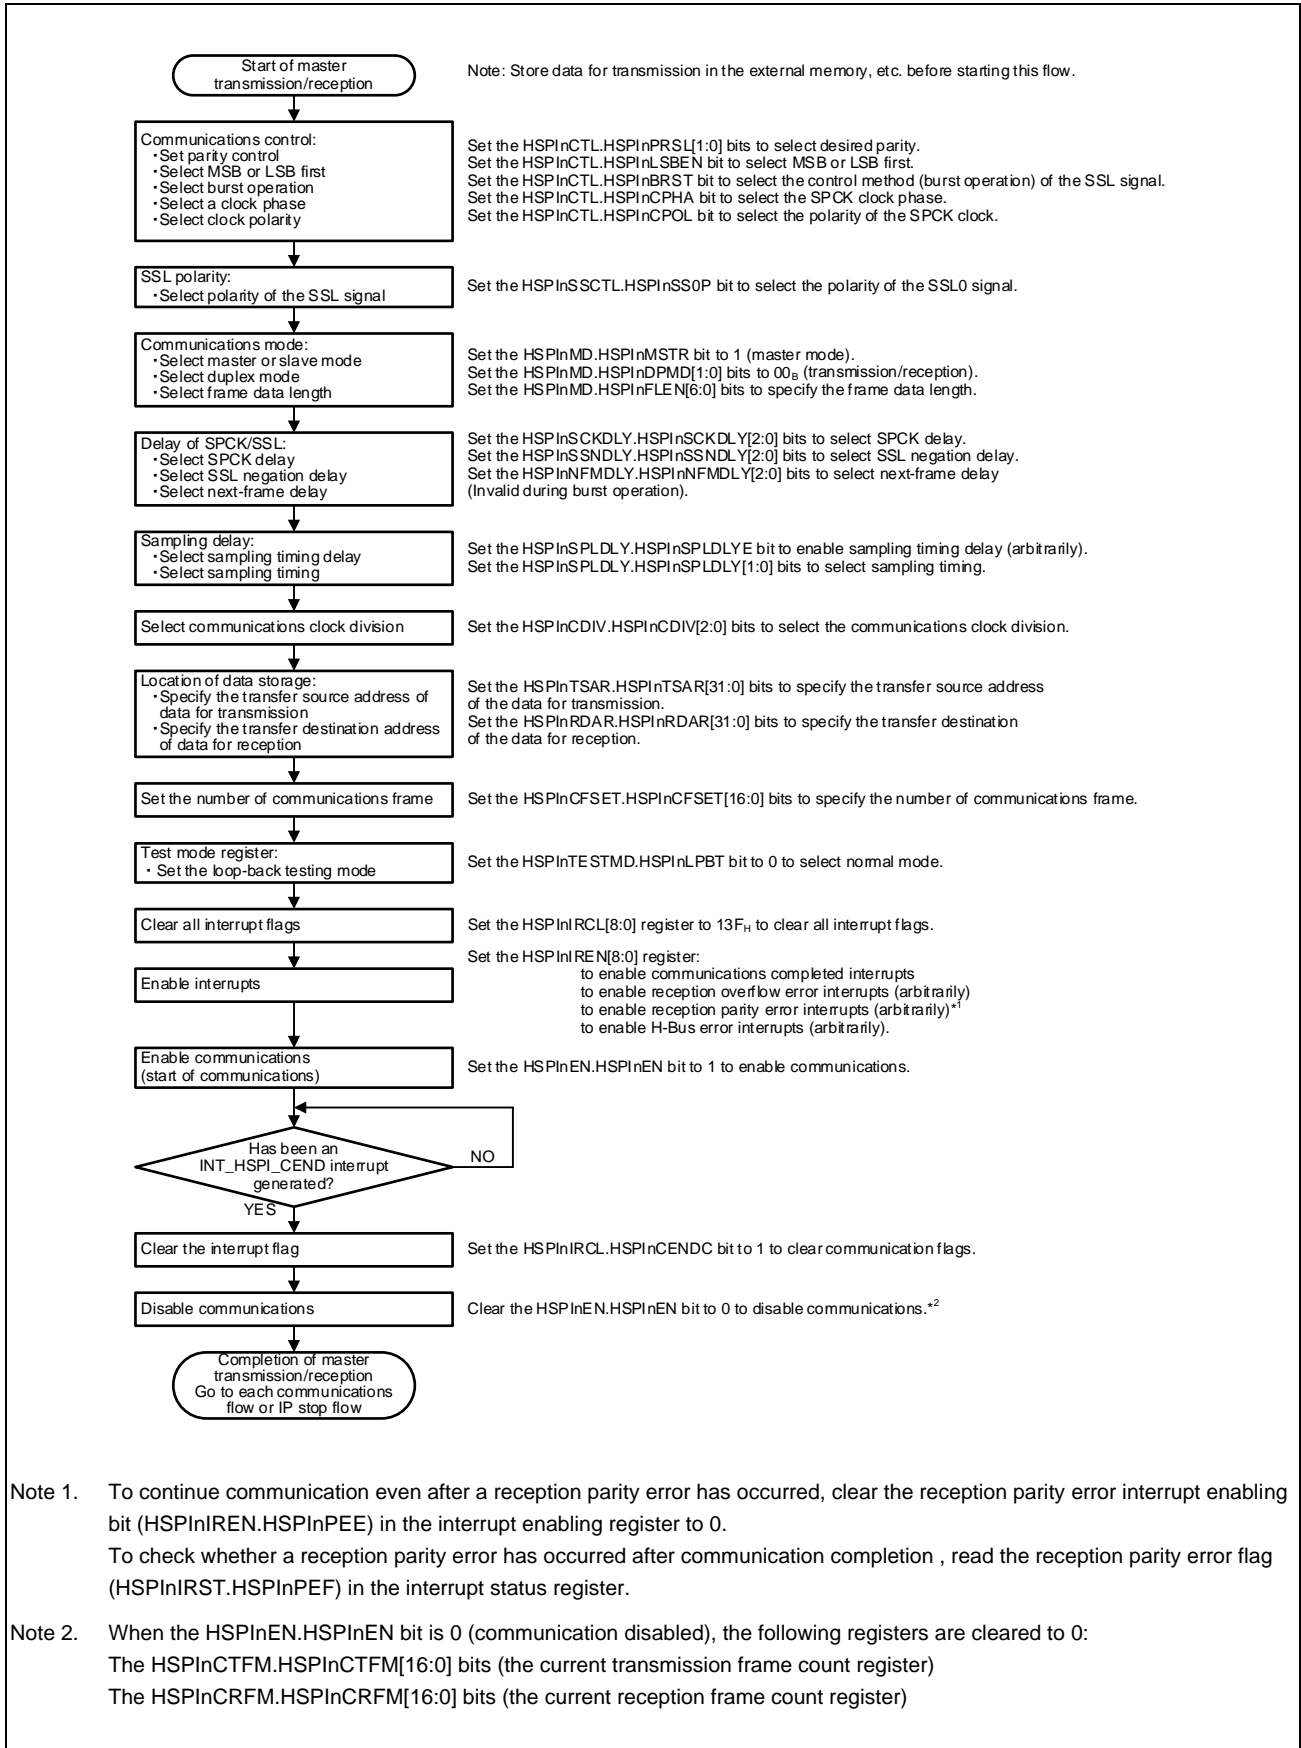 Start of master
transmission/reception
Note: Store data for transmission in the external memory, etc. before starting this flow.
Communications control:
・Set parity control
・Select MSB or LSB first
・Select burst operation
・Select a clock phase
・Select clock polarity
Set the HSPInCTL.HSPInPRSL[1:0] bits to select desired parity.
Set the HSPInCTL.HSPInLSBEN bit to select MSB or LSB first.
Set the HSPInCTL.HSPInBRST bit to select the control method (burst operation) of the SSL signal.
Set the HSPInCTL.HSPInCPHA bit to select the SPCK clock phase.
Set the HSPInCTL.HSPInCPOL bit to select the polarity of the SPCK clock.
SSL polarity:
・Select polarity of the SSL signal
Set the HSPInSSCTL.HSPInSS0P bit to select the polarity of the SSL0 signal.
Communications mode:
・Select master or slave mode
・Select duplex mode
・Select frame data length
Set the HSPInMD.HSPInMSTR bit to 1 (master mode).
Set the HSPInMD.HSPInDPMD[1:0] bits to 00B (transmission/reception).
Set the HSPInMD.HSPInFLEN[6:0] bits to specify the frame data length.
Delay of SPCK/SSL:
・Select SPCK delay
・Select SSL negation delay
・Select next-frame delay
Set the HSPInSCKDLY.HSPInSCKDLY[2:0] bits to select SPCK delay.
Set the HSPInSSNDLY.HSPInSSNDLY[2:0] bits to select SSL negation delay.
Set the HSPInNFMDLY.HSPInNFMDLY[2:0] bits to select next-frame delay
(Invalid during burst operation).
Sampling delay:
・Select sampling timing delay
・Select sampling timing
Set the HSPInSPLDLY.HSPInSPLDLYE bit to enable sampling timing delay (arbitrarily).
Set the HSPInSPLDLY.HSPInSPLDLY[1:0] bits to select sampling timing.
Select communications clock division
Set the HSPInCDIV.HSPInCDIV[2:0] bits to select the communications clock division.
Location of data storage:
・Specify the transfer source address of
data for transmission
・Specify the transfer destination address
of data for reception
Set the HSPInTSAR.HSPInTSAR[31:0] bits to specify the transfer source address
of the data for transmission.
Set the HSPInRDAR.HSPInRDAR[31:0] bits to specify the transfer destination
of the data for reception.
Set the number of communications frame
Set the HSPInCFSET.HSPInCFSET[16:0] bits to specify the number of communications frame.
Test mode register:
・Set the loop-back testing mode
Set the HSPInTESTMD.HSPInLPBT bit to 0 to select normal mode.
Clear all interrupt flags
Set the HSPInIRCL[8:0] register to 13FH to clear all interrupt flags.
Enable interrupts
Set the HSPInIREN[8:0] register:
to enable communications completed interrupts
to enable reception overflow error interrupts (arbitrarily)
to enable reception parity error interrupts (arbitrarily)*1
to enable H-Bus error interrupts (arbitrarily).
Enable communications
(start of communications)
Set the HSPInEN.HSPInEN bit to 1 to enable communications.
Has been an
INT_HSPI_CEND interrupt
generated?
NO
YES
Clear the interrupt flag
Set the HSPInIRCL.HSPInCENDC bit to 1 to clear communication flags.
Disable communications
Clear the HSPInEN.HSPInEN bit to 0 to disable communications.*2
Completion of master
transmission/reception
Go to each communications
flow or IP stop flow
Note 1. To continue communication even after a reception parity error has occurred, clear the reception parity error interrupt enabling
bit (HSPInIREN.HSPInPEE) in the interrupt enabling register to 0.
To check whether a reception parity error has occurred after communication completion , read the reception parity error flag
(HSPInIRST.HSPInPEF) in the interrupt status register.
Note 2. When the HSPInEN.HSPInEN bit is 0 (communication disabled), the following registers are cleared to 0:
The HSPInCTFM.HSPInCTFM[16:0] bits (the current transmission frame count register)
The HSPInCRFM.HSPInCRFM[16:0] bits (the current reception frame count register)